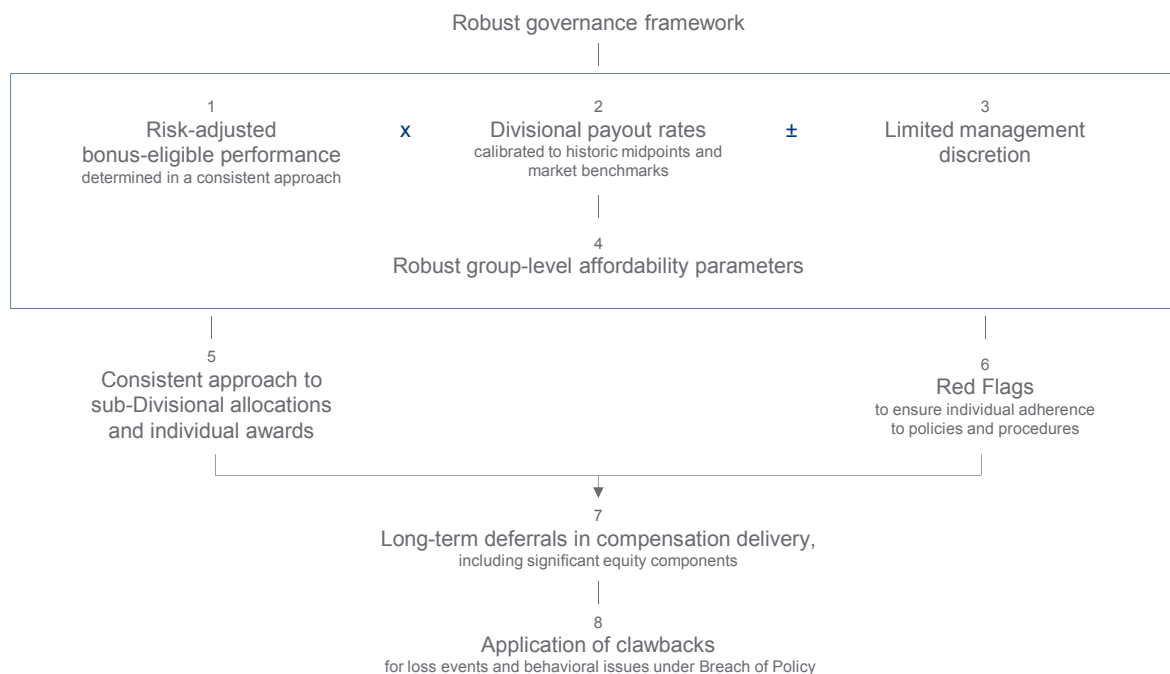 Robust governance framework
1
Risk-adjusted
bonus-eligible performance
determined in a consistent approach
x
2
Divisional payout rates
calibrated to historic midpoints and
market benchmarks
±
3
Limited management
discretion
4
Robust group-level affordability parameters
5
Consistent approach to
sub-Divisional allocations
and individual awards
6
Red Flags
to ensure individual adherence
to policies and procedures
7
Long-term deferrals in compensation delivery,
including significant equity components
8
Application of clawbacks
for loss events and behavioral issues under Breach of Policy